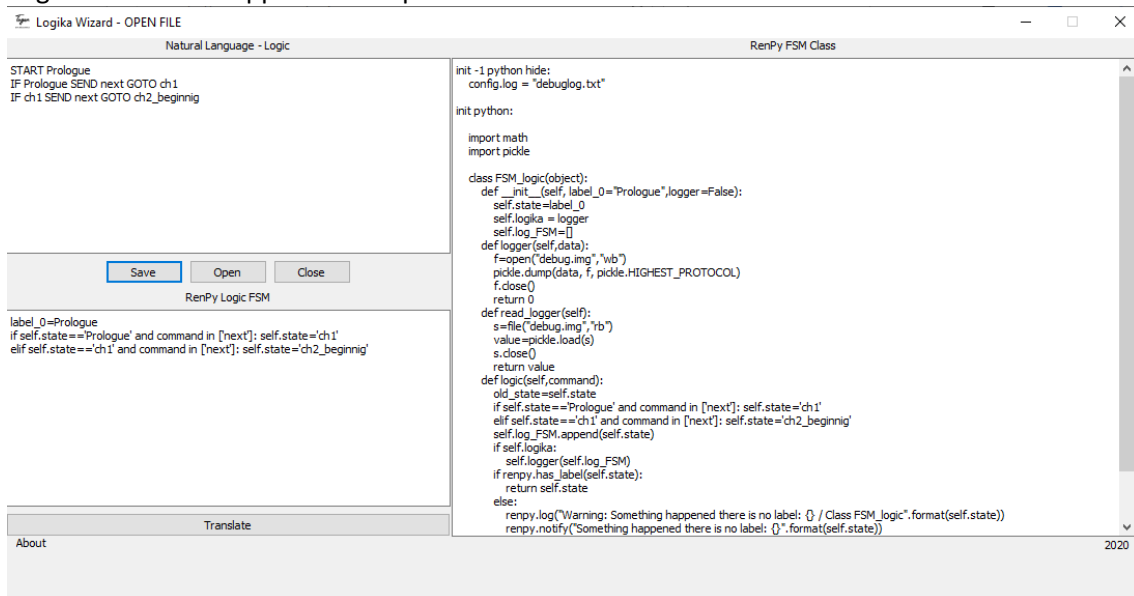 Logika Wizard - OPEN FILE
Natural Language - Logic
START Prologue
IF Prologue SEND next GOTO ch1
IF ch1 SEND next GOTO ch2_beginnig
Save Open Close
RenPy Logic FSM
label_0=Prologue
if self.state=='Prologue' and command in ['next']: self.state='ch1'
elif self.state=='ch1' and command in ['next']: self.state='ch2_beginnig'
Translate
RenPy FSM Class
init -1 python hide:
config.log = "debuglog.txt"
init python:
import math
import pickle
class FSM_logic(object):
def __init__(self, label_0="Prologue",logger=False):
self.state=label_0
self.logika = logger
self.log_FSM=[]
def logger(self,data):
f=open("debug.img","wb")
pickle.dump(data, f, pickle.HIGHEST_PROTOCOL)
f.close()
return 0
def read_logger(self):
s=file("debug.img","rb")
value=pickle.load(s)
s.close()
return value
def logic(self,command):
old_state=self.state
if self.state=='Prologue' and command in ['next']: self.state='ch1'
elif self.state=='ch1' and command in ['next']: self.state='ch2_beginnig'
self.log_FSM.append(self.state)
if self.logika:
self.logger(self.log_FSM)
if renpy.has_label(self.state):
return self.state
else:
renpy.log("Warning: Something happened there is no label: {} / Class FSM_logic".format(self.state))
renpy.notify("Something happened there is no label: {}".format(self.state))
About
2020